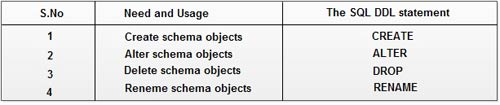 S.No Need and Usage The SQL DDL statement
1 Create schema objects CREATE
2 Alter schema objects ALTER
3 Delete schema objects DROP
4 Reneme schema objects RENAME